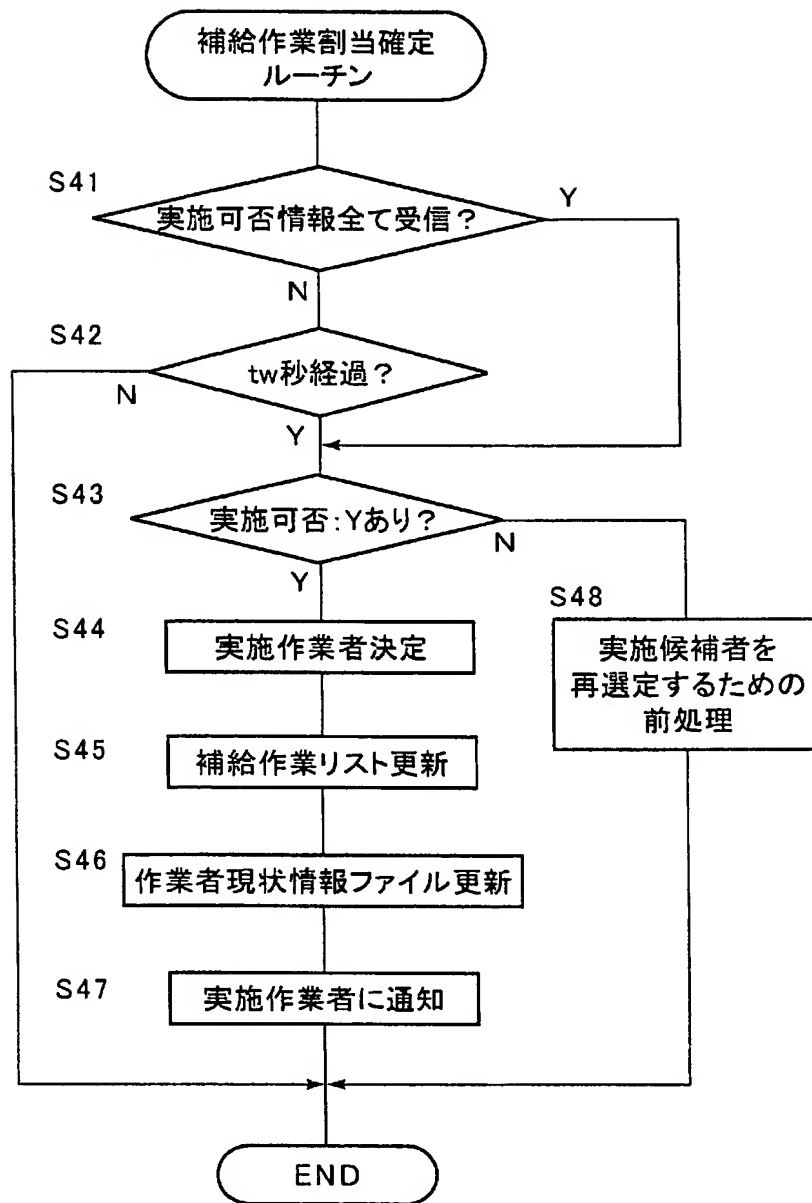 補給作業割当確定
ルーチン
S41
実施可否情報全て受信？
Y
N
S42
tw秒経過？
N
Y
S43
実施可否：Yあり？
N
Y
S44
実施作業者決定
S48
実施候補者を
再選定するための
前処理
S45
補給作業リスト更新
S46
作業者現状情報ファイル更新
S47
実施作業者に通知
END